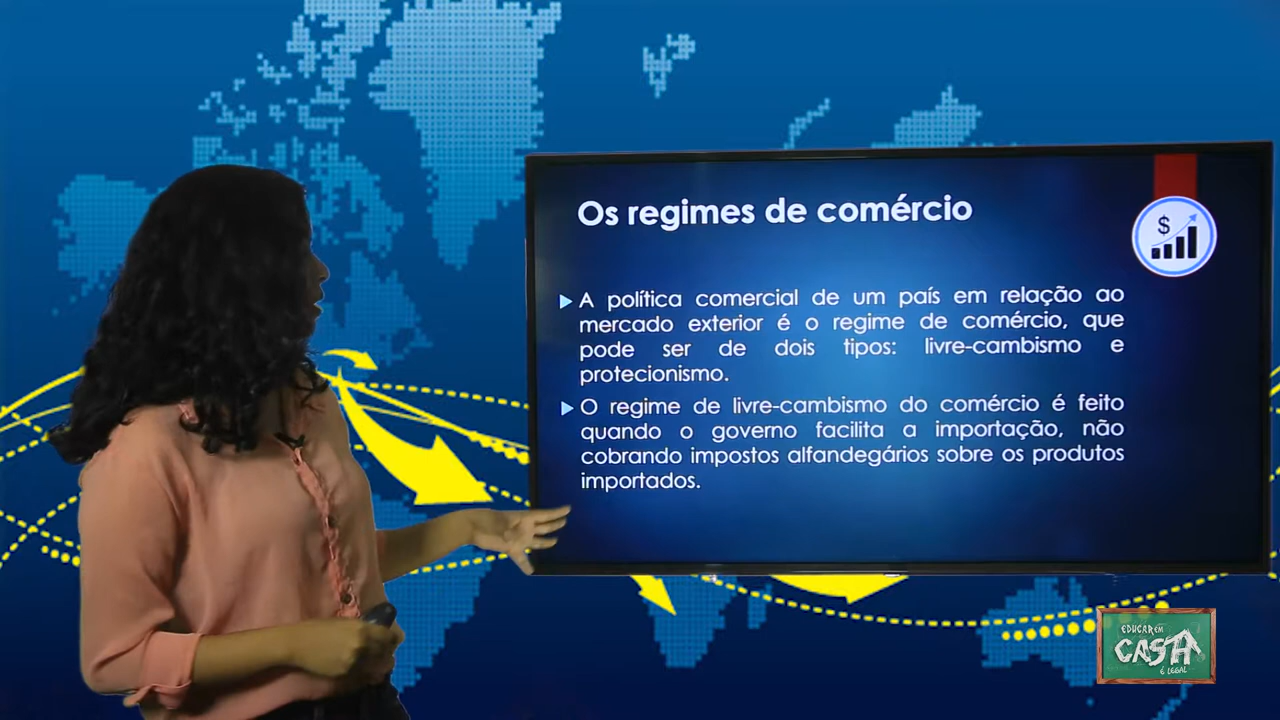 Os regimes de comércio
$
A política comercial de um país em relação ao
mercado exterior é o regime de comércio, que
pode ser de dois tipos: livre-cambismo e
protecionismo.
O regime de livre-cambismo do comércio é feito
quando o governo facilita a importação, não
cobrando impostos alfandegários sobre os produtos
importados.
EDUCAR EM
CASA
É LEGAL